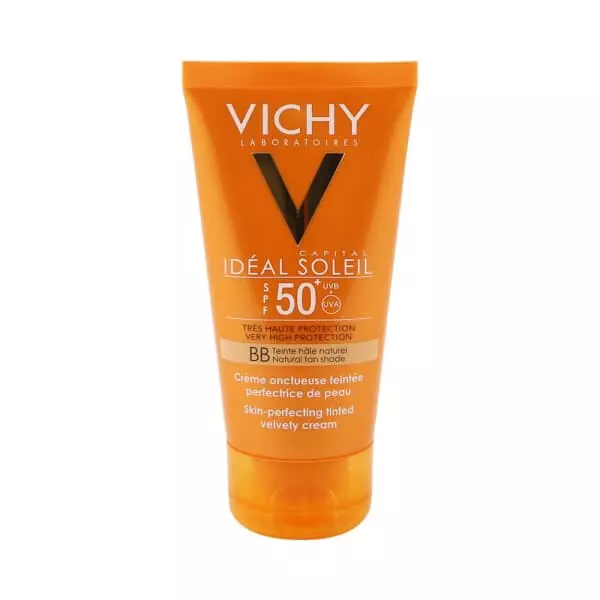 VICHY
LABORATOIRES
V
CAPITAL
IDÉAL SOLEIL
SPF 50+ UVB + UVA
TRÈS HAUTE PROTECTION
VERY HIGH PROTECTION
BB Teinte hâle naturel
Natural tan shade
Crème onctueuse teintée
perfectrice de peau
Skin-perfecting tinted
velvety cream